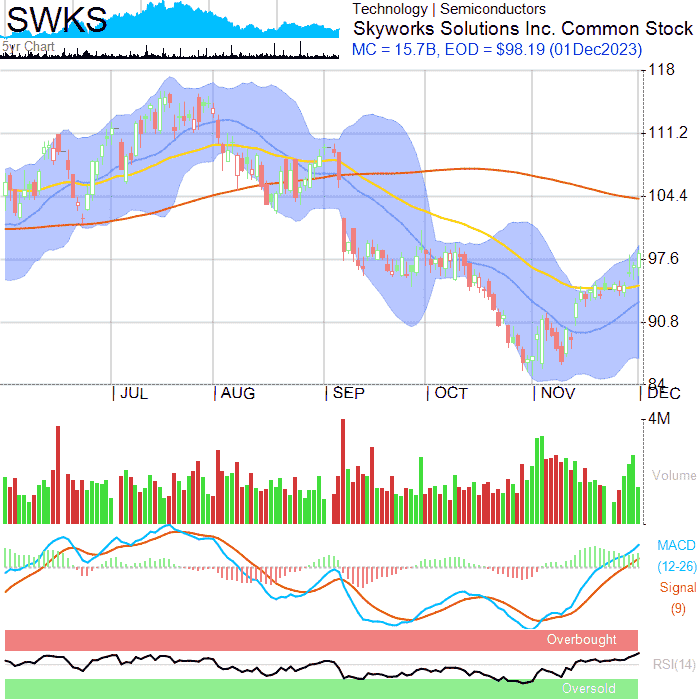 SWKS
Technology | Semiconductors
Skyworks Solutions Inc. Common Stock
5yr Chart
MC = 15.7B, EOD = $98.19 (01Dec2023)
118
111.2
104.4
97.6
90.8
84
JUL AUG SEP OCT NOV DEC
4M
Volume
MACD
(12-26)
Signal
(9)
Overbought
RSI(14)
Oversold